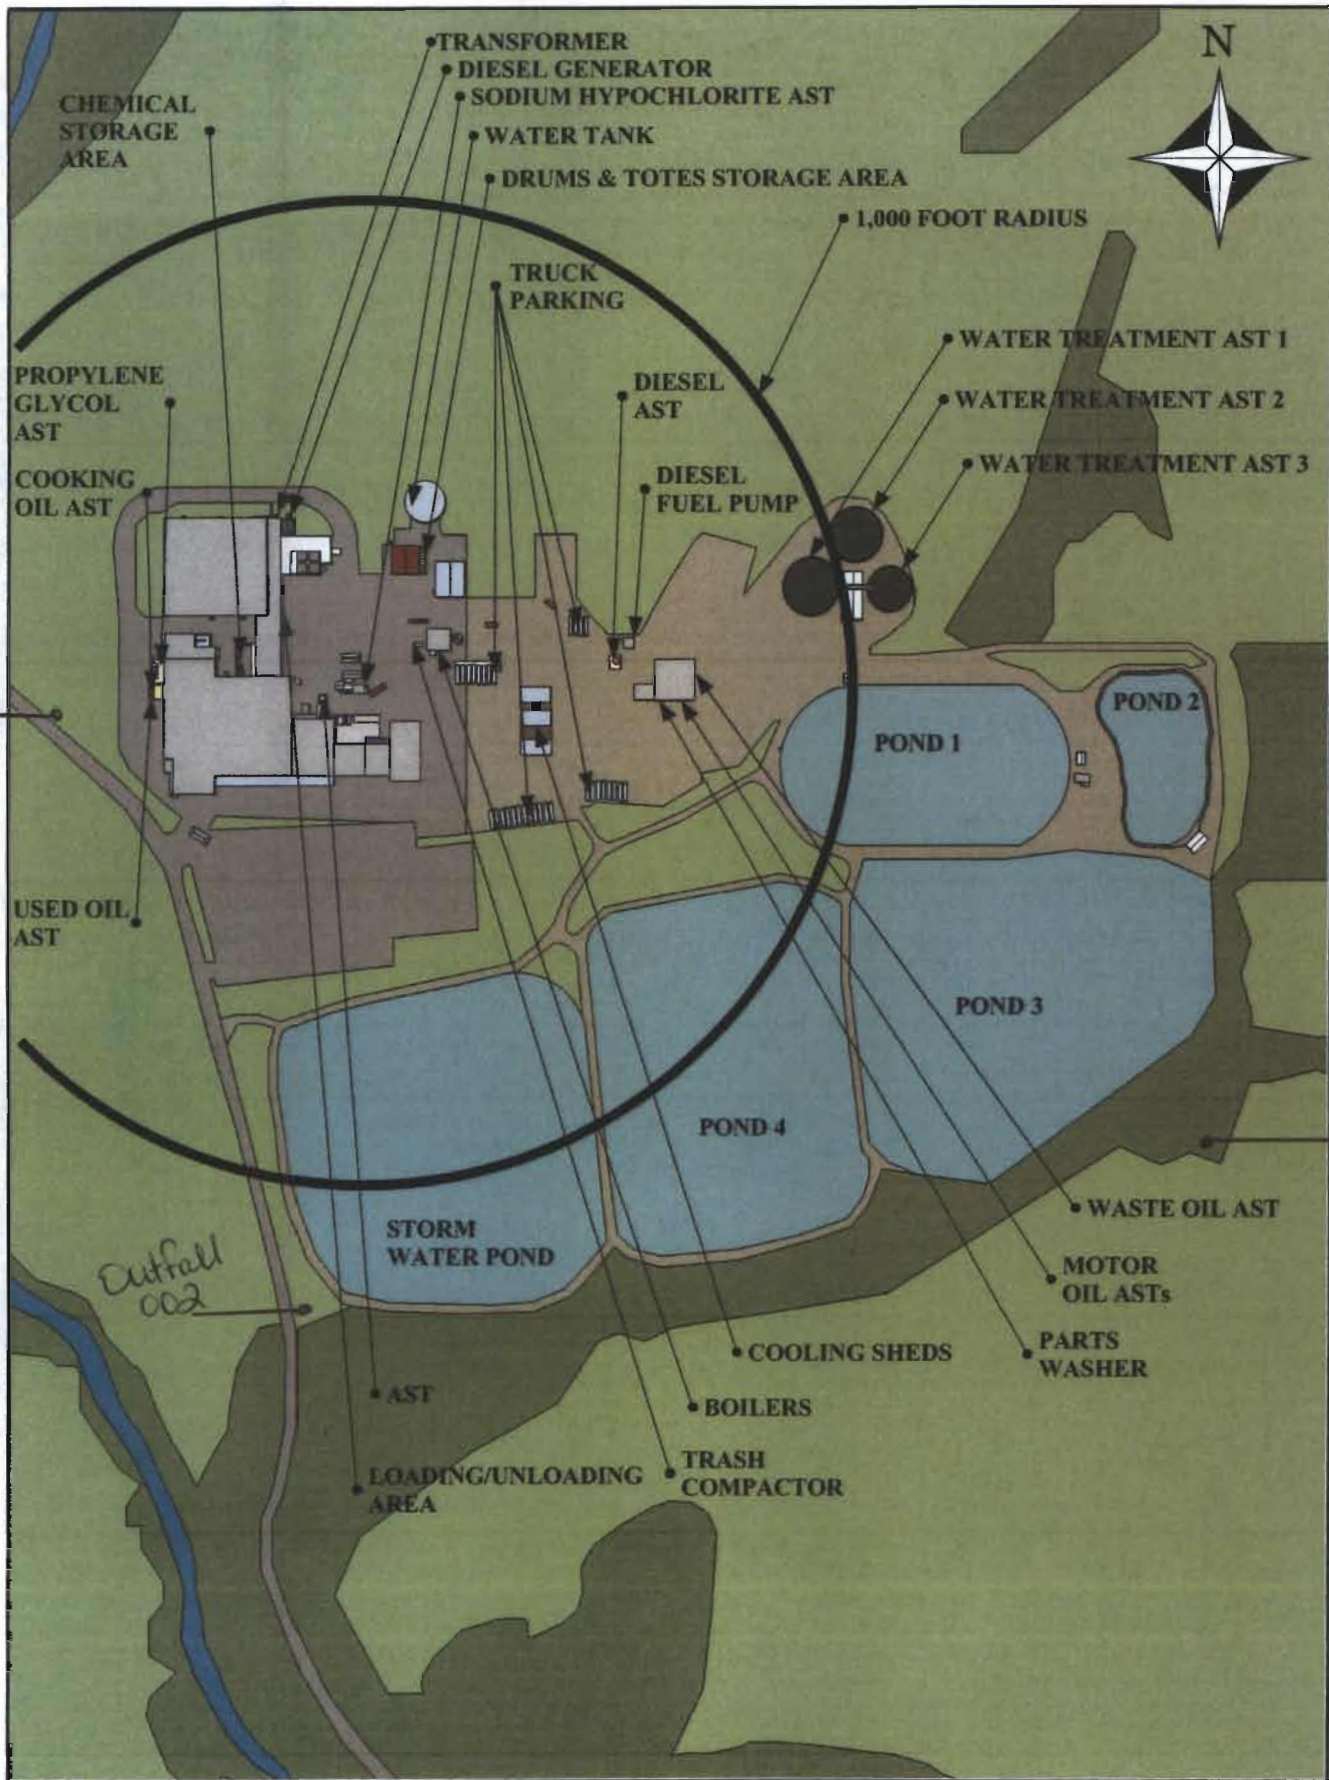 TRANSFORMER
DIESEL GENERATOR
SODIUM HYPOCHLORITE AST
WATER TANK
DRUMS & TOTES STORAGE AREA
N
CHEMICAL
STORAGE
AREA
1,000 FOOT RADIUS
TRUCK
PARKING
WATER TREATMENT AST 1
WATER TREATMENT AST 2
WATER TREATMENT AST 3
PROPYLENE
GLYCOL
AST
DIESEL
AST
COOKING
OIL AST
DIESEL
FUEL PUMP
POND 1
POND 2
USED OIL
AST
POND 3
POND 4
STORM
WATER POND
Outfall
002
WASTE OIL AST
MOTOR
OIL ASTs
PARTS
WASHER
COOLING SHEDS
AST
BOILERS
TRASH
COMPACTOR
LOADING/UNLOADING
AREA